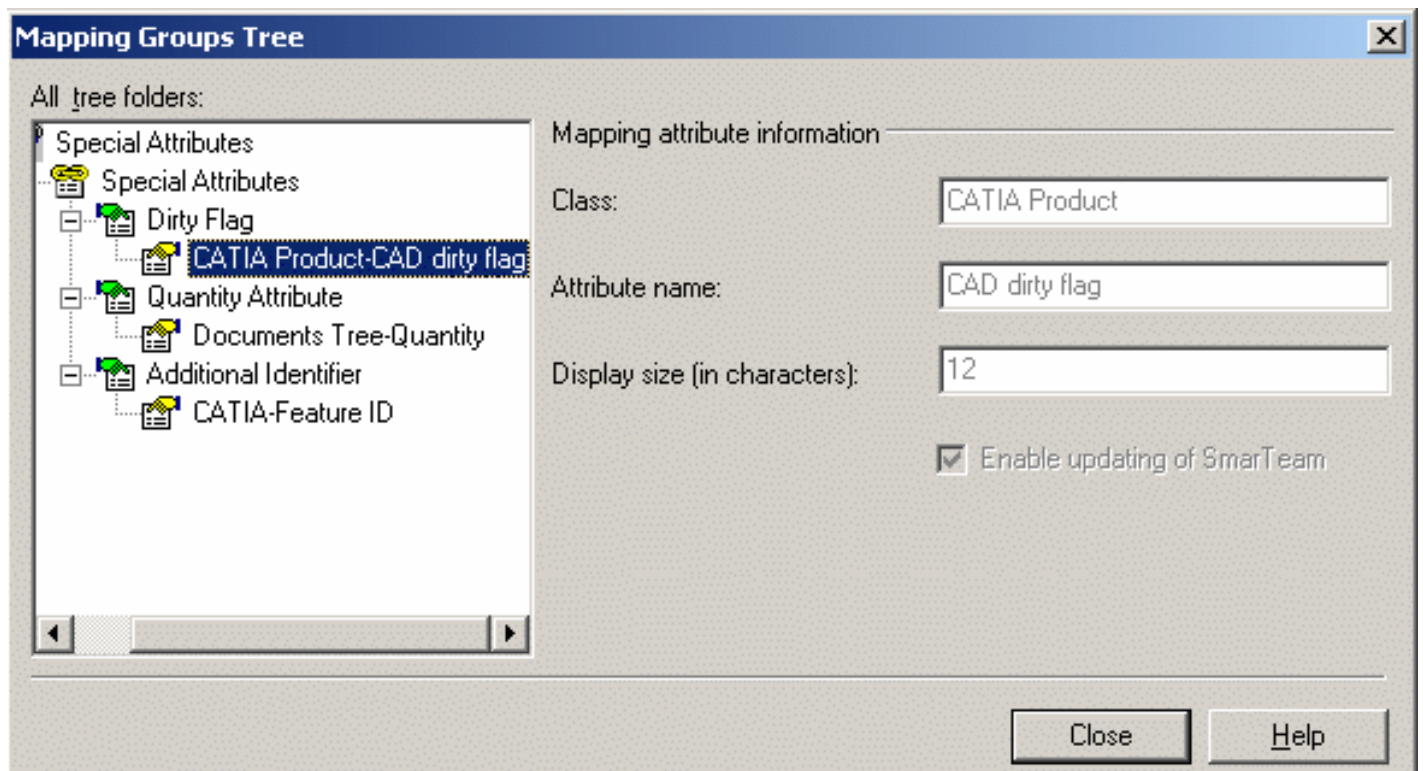 Mapping Groups Tree
All tree folders:
Special Attributes
Special Attributes
Dirty Flag
CATIA Product-CAD dirty flag
Quantity Attribute
Documents Tree-Quantity
Additional Identifier
CATIA-Feature ID
Mapping attribute information
Class:
CATIA Product
Attribute name:
CAD dirty flag
Display size (in characters):
12
Enable updating of SmarTeam
Close
Help